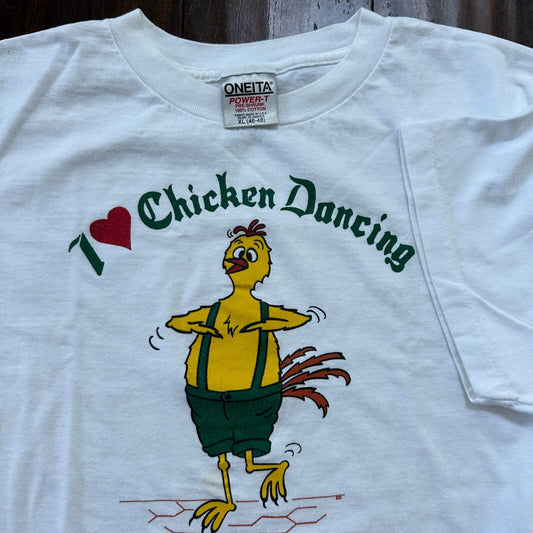 ONEITA
POWER-T
PRE-SHRUNK
100% COTTON
XL (46-48)
I ♥ Chicken Dancing